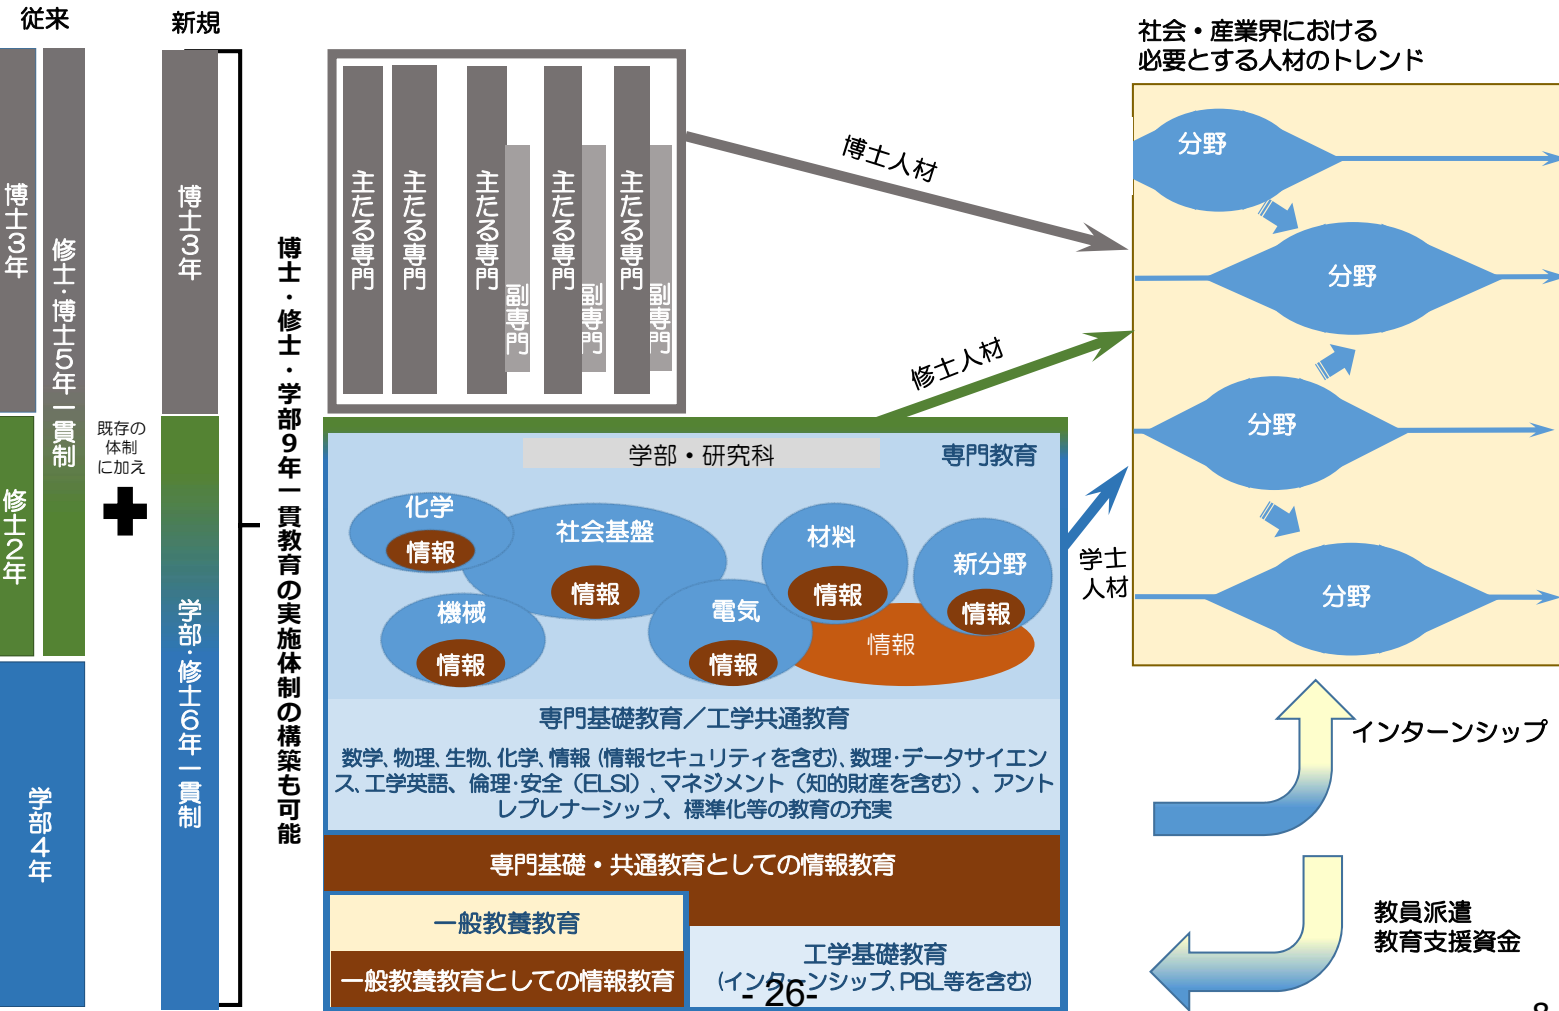 従来
新規
博士3年
修士・博士5年一貫制
修士2年
学部4年
既存の
体制
に加え
博士3年
学部・修士6年一貫制
博士・修士・学部9年一貫教育の実施体制の構築も可能
主たる専門
主たる専門
主たる専門
副専門
主たる専門
副専門
主たる専門
副専門
博士人材
修士人材
学士
人材
学部・研究科
専門教育
化学
情報
社会基盤
情報
材料
情報
新分野
情報
機械
情報
電気
情報
情報
専門基礎教育／工学共通教育
数学、物理、生物、化学、情報（情報セキュリティを含む）、数理・データサイエン
ス、工学英語、倫理・安全（ELSI）、マネジメント（知的財産を含む）、アント
レプレナーシップ、標準化等の教育の充実
専門基礎・共通教育としての情報教育
一般教養教育
一般教養教育としての情報教育
工学基礎教育
（インターンシップ、PBL等を含む）
- 26-
社会・産業界における
必要とする人材のトレンド
分野
分野
分野
分野
インターンシップ
教員派遣
教育支援資金